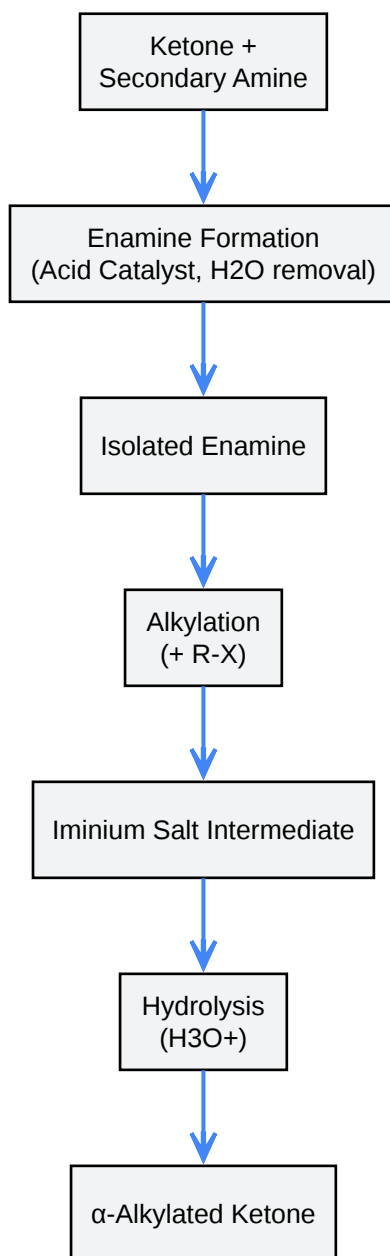 Ketone +
Secondary Amine
Enamine Formation
(Acid Catalyst, H2O removal)
Isolated Enamine
Alkylation
(+ R-X)
Iminium Salt Intermediate
Hydrolysis
(H3O+)
α-Alkylated Ketone